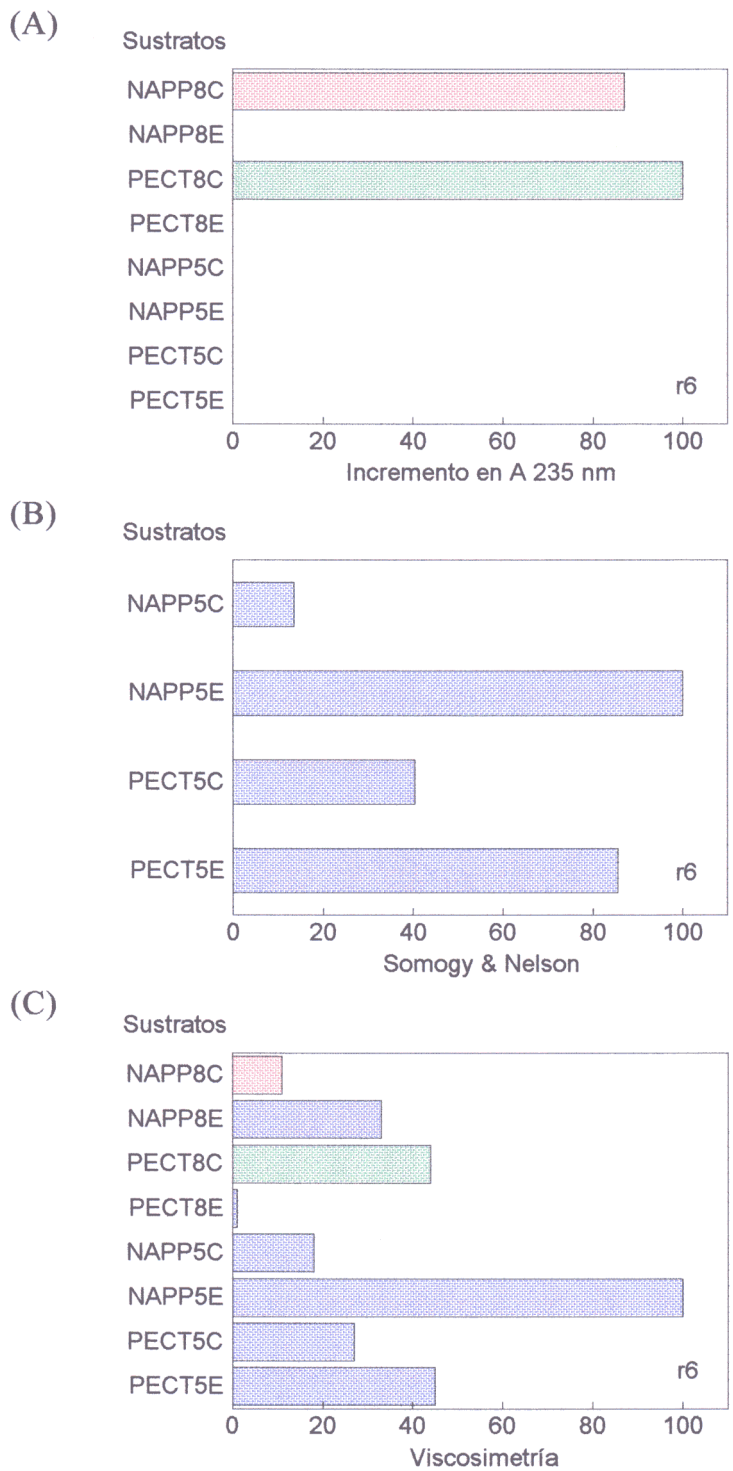 (A)
Sustratos
NAPP8C
NAPP8E
PECT8C
PECT8E
NAPP5C
NAPP5E
PECT5C
PECT5E
r6
0 20 40 60 80 100
Incremento en A 235 nm
(B)
Sustratos
NAPP5C
NAPP5E
PECT5C
PECT5E
r6
0 20 40 60 80 100
Somogy & Nelson
(C)
Sustratos
NAPP8C
NAPP8E
PECT8C
PECT8E
NAPP5C
NAPP5E
PECT5C
PECT5E
r6
0 20 40 60 80 100
Viscosimetría